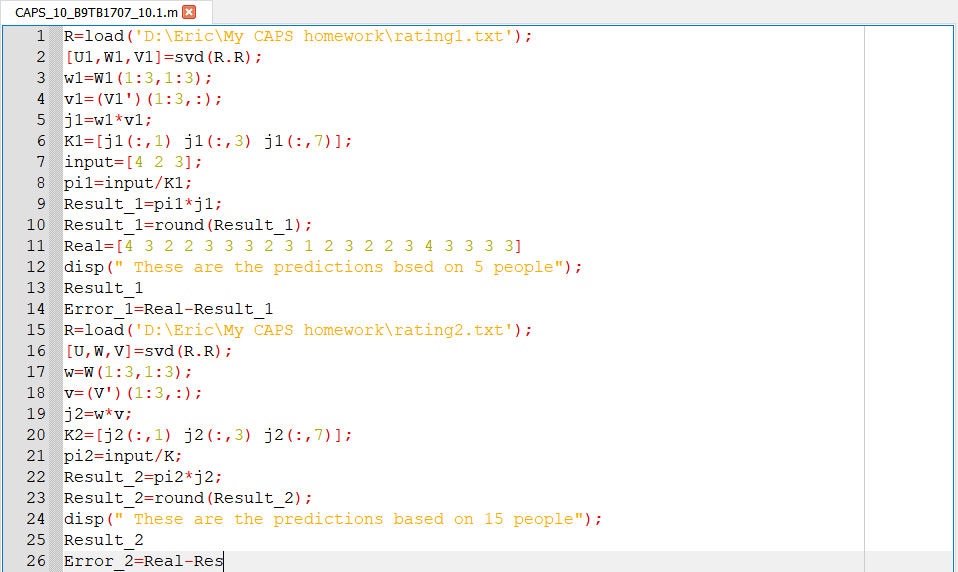 CAPS_10_B9TB1707_10.1.m
1 R=load('D:\Eric\My CAPS homework\rating1.txt');
2 [U1,W1,V1]=svd(R.R);
3 w1=W1(1:3,1:3);
4 v1=(V1')(1:3,:);
5 j1=w1*v1;
6 K1=[j1(:,1) j1(:,3) j1(:,7)];
7 input=[4 2 3];
8 pi1=input/K1;
9 Result_1=pi1*j1;
10 Result_1=round(Result_1);
11 Real=[4 3 2 2 3 3 3 2 3 1 2 3 2 2 3 4 3 3 3 3]
12 disp(" These are the predictions bsed on 5 people");
13 Result_1
14 Error_1=Real-Result_1
15 R=load('D:\Eric\My CAPS homework\rating2.txt');
16 [U,W,V]=svd(R.R);
17 w=W(1:3,1:3);
18 v=(V')(1:3,:);
19 j2=w*v;
20 K2=[j2(:,1) j2(:,3) j2(:,7)];
21 pi2=input/K;
22 Result_2=pi2*j2;
23 Result_2=round(Result_2);
24 disp(" These are the predictions based on 15 people");
25 Result_2
26 Error_2=Real-Res